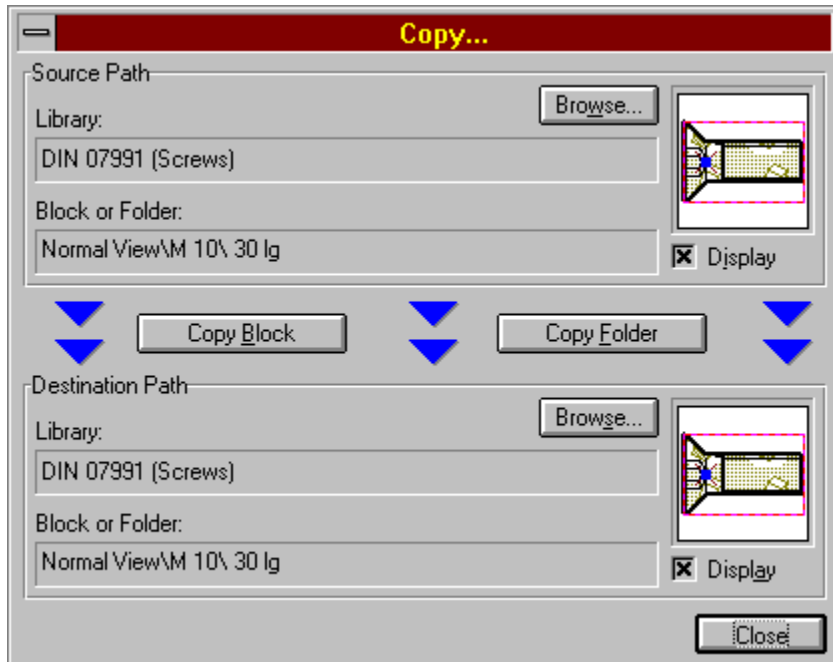 Copy...
Source Path
Browse...
Library:
DIN 07991 (Screws)
Block or Folder:
Normal View\M 10\ 30 lg
Display
Copy Block
Copy Folder
Destination Path
Browse...
Library:
DIN 07991 (Screws)
Block or Folder:
Normal View\M 10\ 30 lg
Display
Close